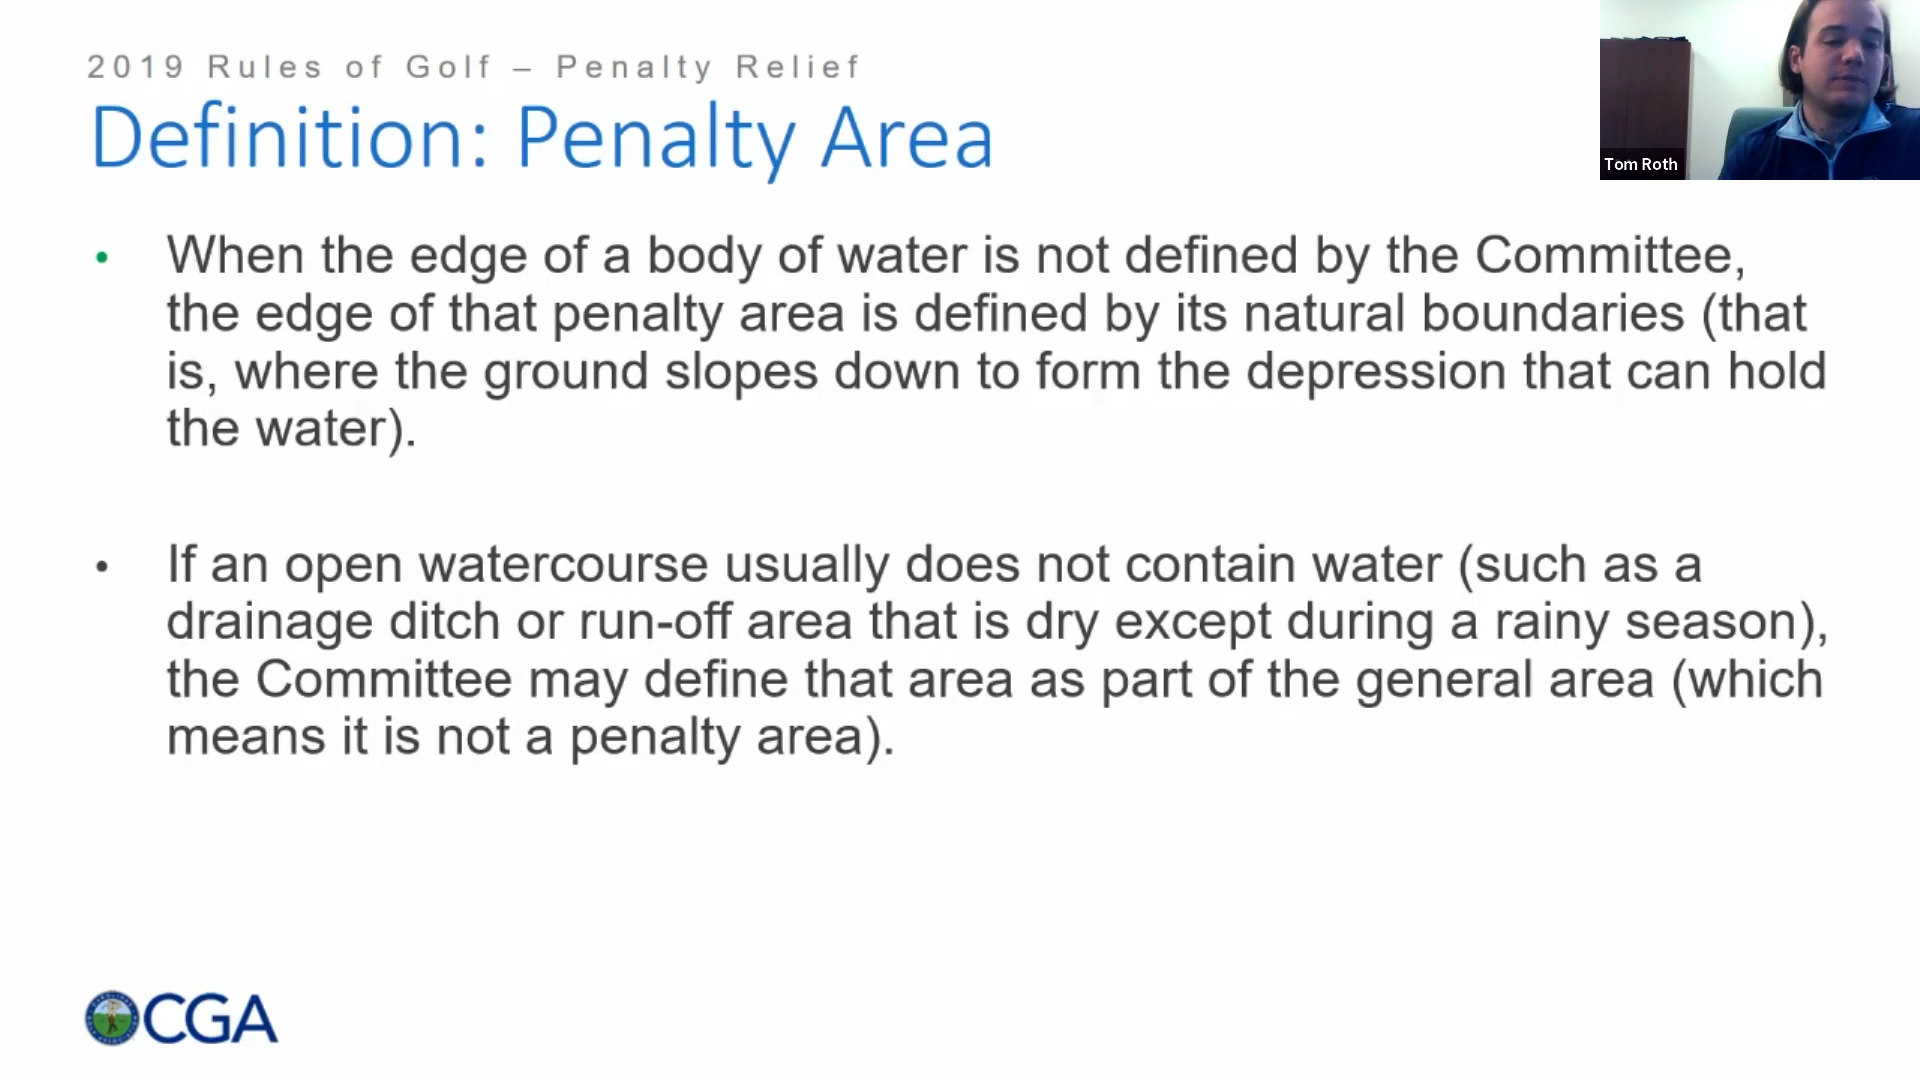 2019 Rules of Golf – Penalty Relief
Definition: Penalty Area
Tom Roth
• When the edge of a body of water is not defined by the Committee,
the edge of that penalty area is defined by its natural boundaries (that
is, where the ground slopes down to form the depression that can hold
the water).
• If an open watercourse usually does not contain water (such as a
drainage ditch or run-off area that is dry except during a rainy season),
the Committee may define that area as part of the general area (which
means it is not a penalty area).
CGA